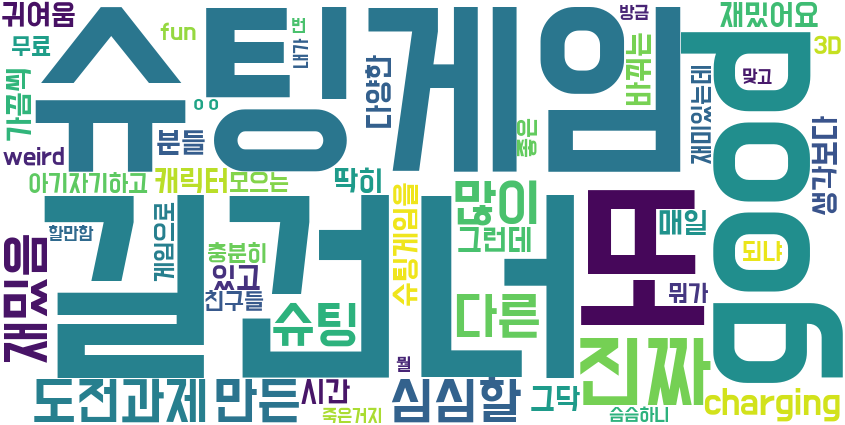 귀여움
fun
번
방금
재밌어요
무료
내가
3D
슈팅게임
good
가끔씩
ㅇㅇ
다양한
바꾸는
맞고
재미있는데
분들
좋은
생각보다
weird
아기자기하고
캐릭터
모으는
딱히
많이
또
매일
길건너
슈팅게임을
그런데
되냐
할만함
게임으로
충분히
있고
재밌음
친구들
슈팅
다른
뭐가
진짜
뭘
도전과제
만든
시간
죽은거지
심심할
그닥
슴슴하니
charging